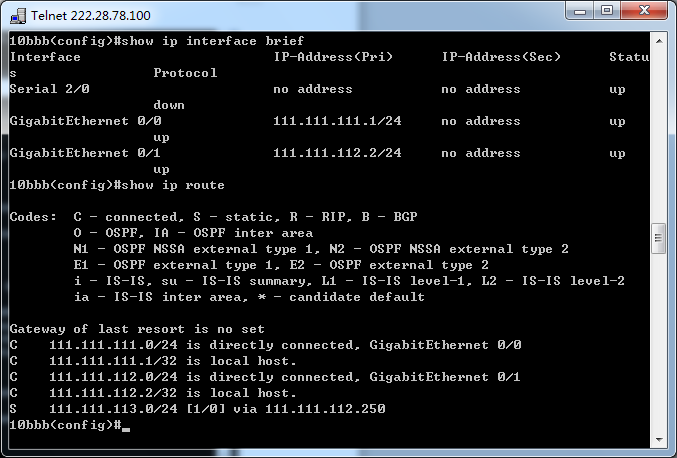 Telnet 222.28.78.100
10bbb(config)#show ip interface brief
Interface                        IP-Address(Pri)     IP-Address(Sec)      Statu
s                 Protocol
Serial 2/0                       no address          no address           up
                  down
GigabitEthernet 0/0              111.111.111.1/24    no address           up
                  up
GigabitEthernet 0/1              111.111.112.2/24    no address           up
                  up
10bbb(config)#show ip route
Codes:  C - connected, S - static, R - RIP, B - BGP
        O - OSPF, IA - OSPF inter area
        N1 - OSPF NSSA external type 1, N2 - OSPF NSSA external type 2
        E1 - OSPF external type 1, E2 - OSPF external type 2
        i - IS-IS, su - IS-IS summary, L1 - IS-IS level-1, L2 - IS-IS level-2
        ia - IS-IS inter area, * - candidate default
Gateway of last resort is no set
C    111.111.111.0/24 is directly connected, GigabitEthernet 0/0
C    111.111.111.1/32 is local host.
C    111.111.112.0/24 is directly connected, GigabitEthernet 0/1
C    111.111.112.2/32 is local host.
S    111.111.113.0/24 [1/0] via 111.111.112.250
10bbb(config)#